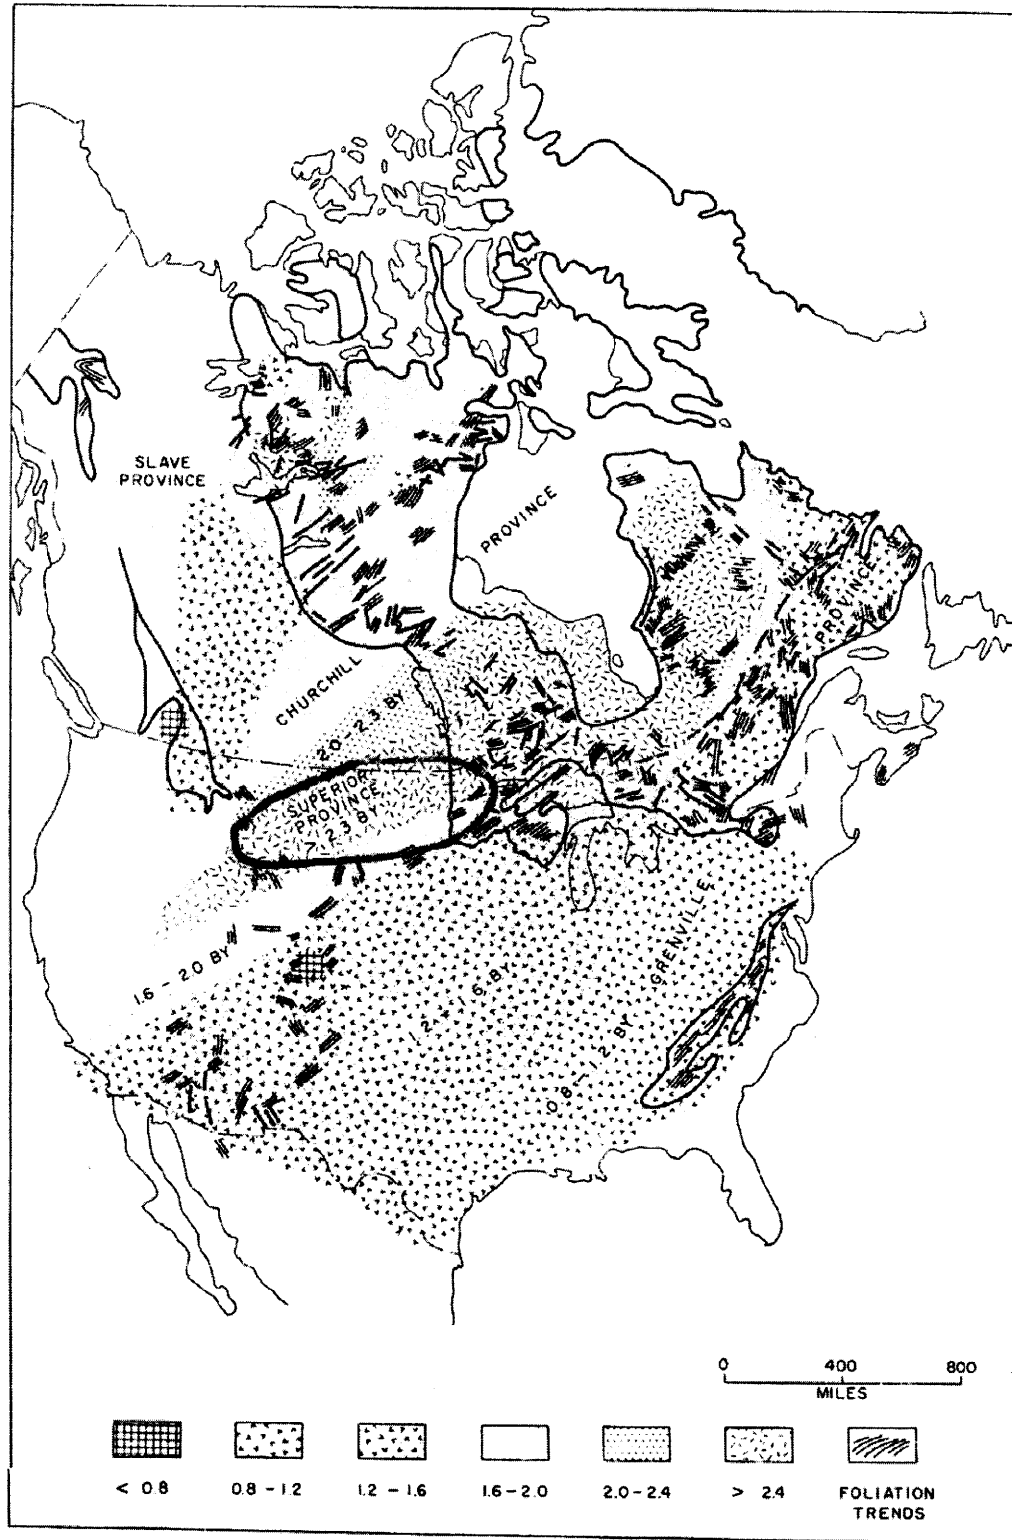 SLAVE
PROVINCE
PROVINCE
PROVINCE
CHURCHILL
2.0 – 2.3 BY
SUPERIOR
PROVINCE
7 2.3 BY
1.6 – 2.0 BY
1.2 – 1.6 BY
GRENVILLE
0.8 – 1.2 BY
0 400 800
MILES
< 0.8 0.8 – 1.2 1.2 – 1.6 1.6 – 2.0 2.0 – 2.4 > 2.4 FOLIATION
TRENDS